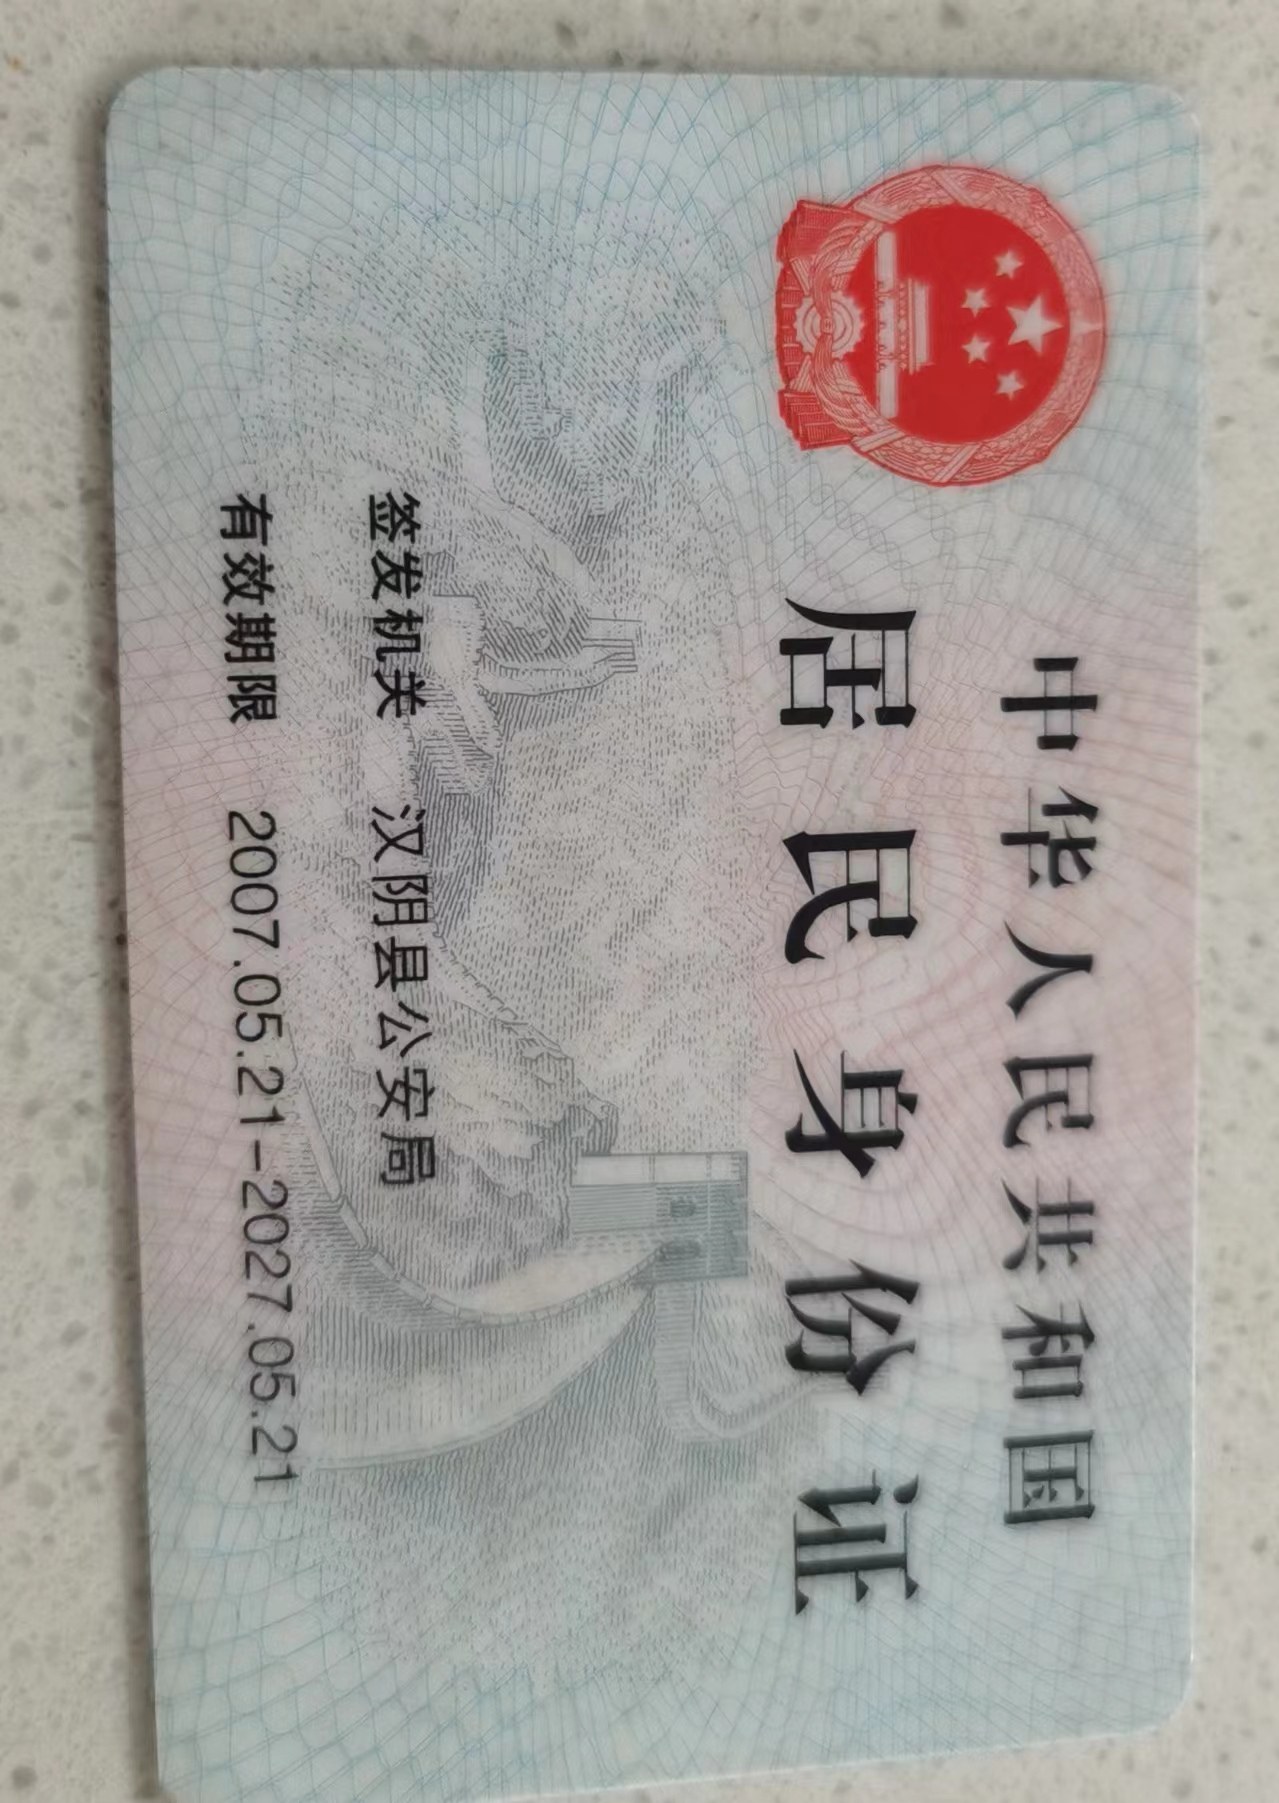 中华人民共和国
居民身份证
签发机关 汉阴县公安局
有效期限 2007.05.21-2027.05.21